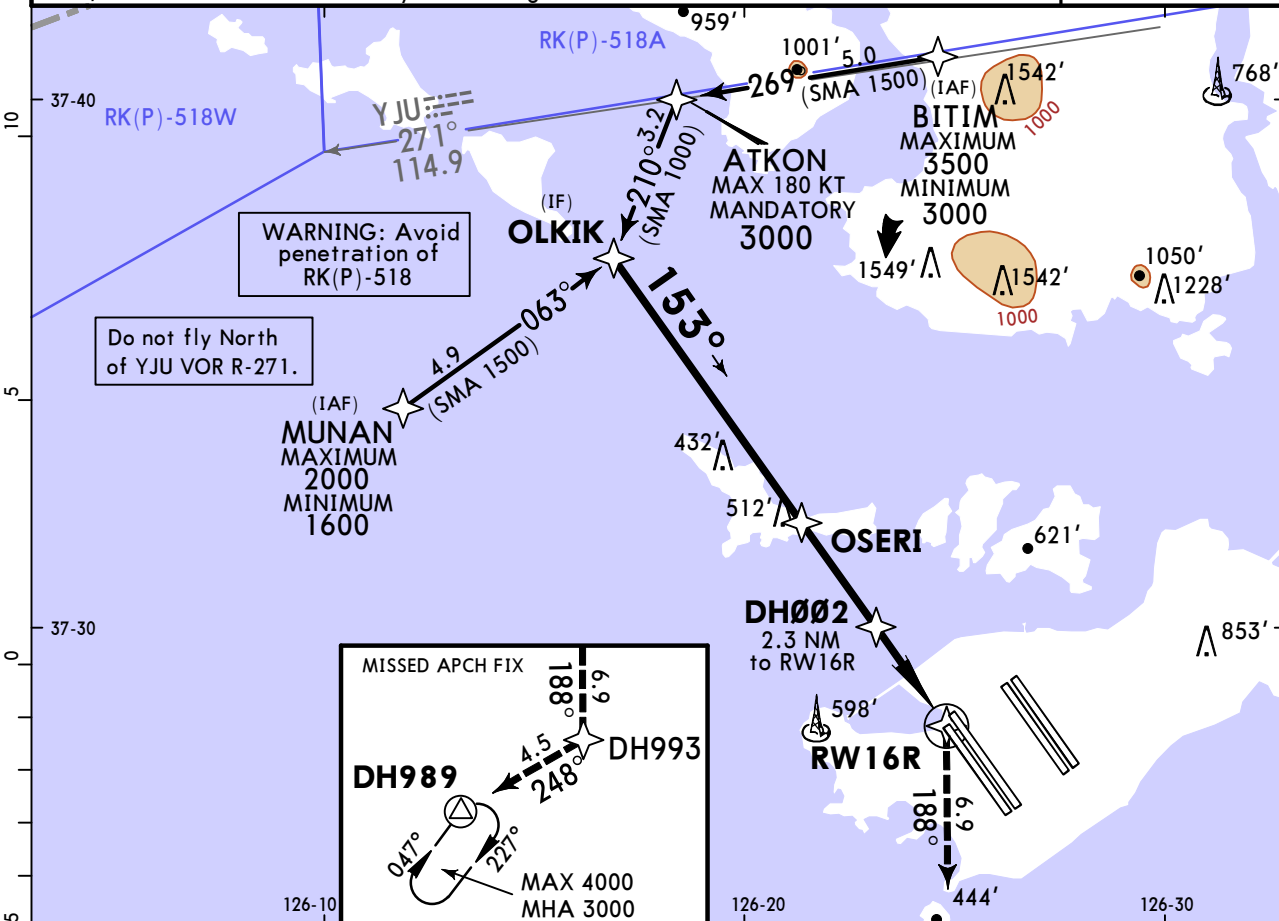 959'
RK(P)-518A
1001'
5.0
269°
(SMA 1500)
(IAF)
BITIM
MAXIMUM
3500
MINIMUM
3000
1542'
1000
768'
37-40
10
RK(P)-518W
YJU
271°
114.9
3.2
210°
(SMA 1000)
ATKON
MAX 180 KT
MANDATORY
3000
(IF)
OLKIK
WARNING: Avoid
penetration of
RK(P)-518
1549'
1542'
1000
1050'
1228'
153°
063°
4.9
(SMA 1500)
Do not fly North
of YJU VOR R-271.
5
(IAF)
MUNAN
MAXIMUM
2000
MINIMUM
1600
432'
512'
OSERI
621'
37-30
DHØØ2
2.3 NM
to RW16R
853'
0
MISSED APCH FIX
6.9
188°
598'
RW16R
DH993
4.5
248°
DH989
047°
227°
MAX 4000
MHA 3000
6.9
188°
444'
126-10
126-20
126-30
5